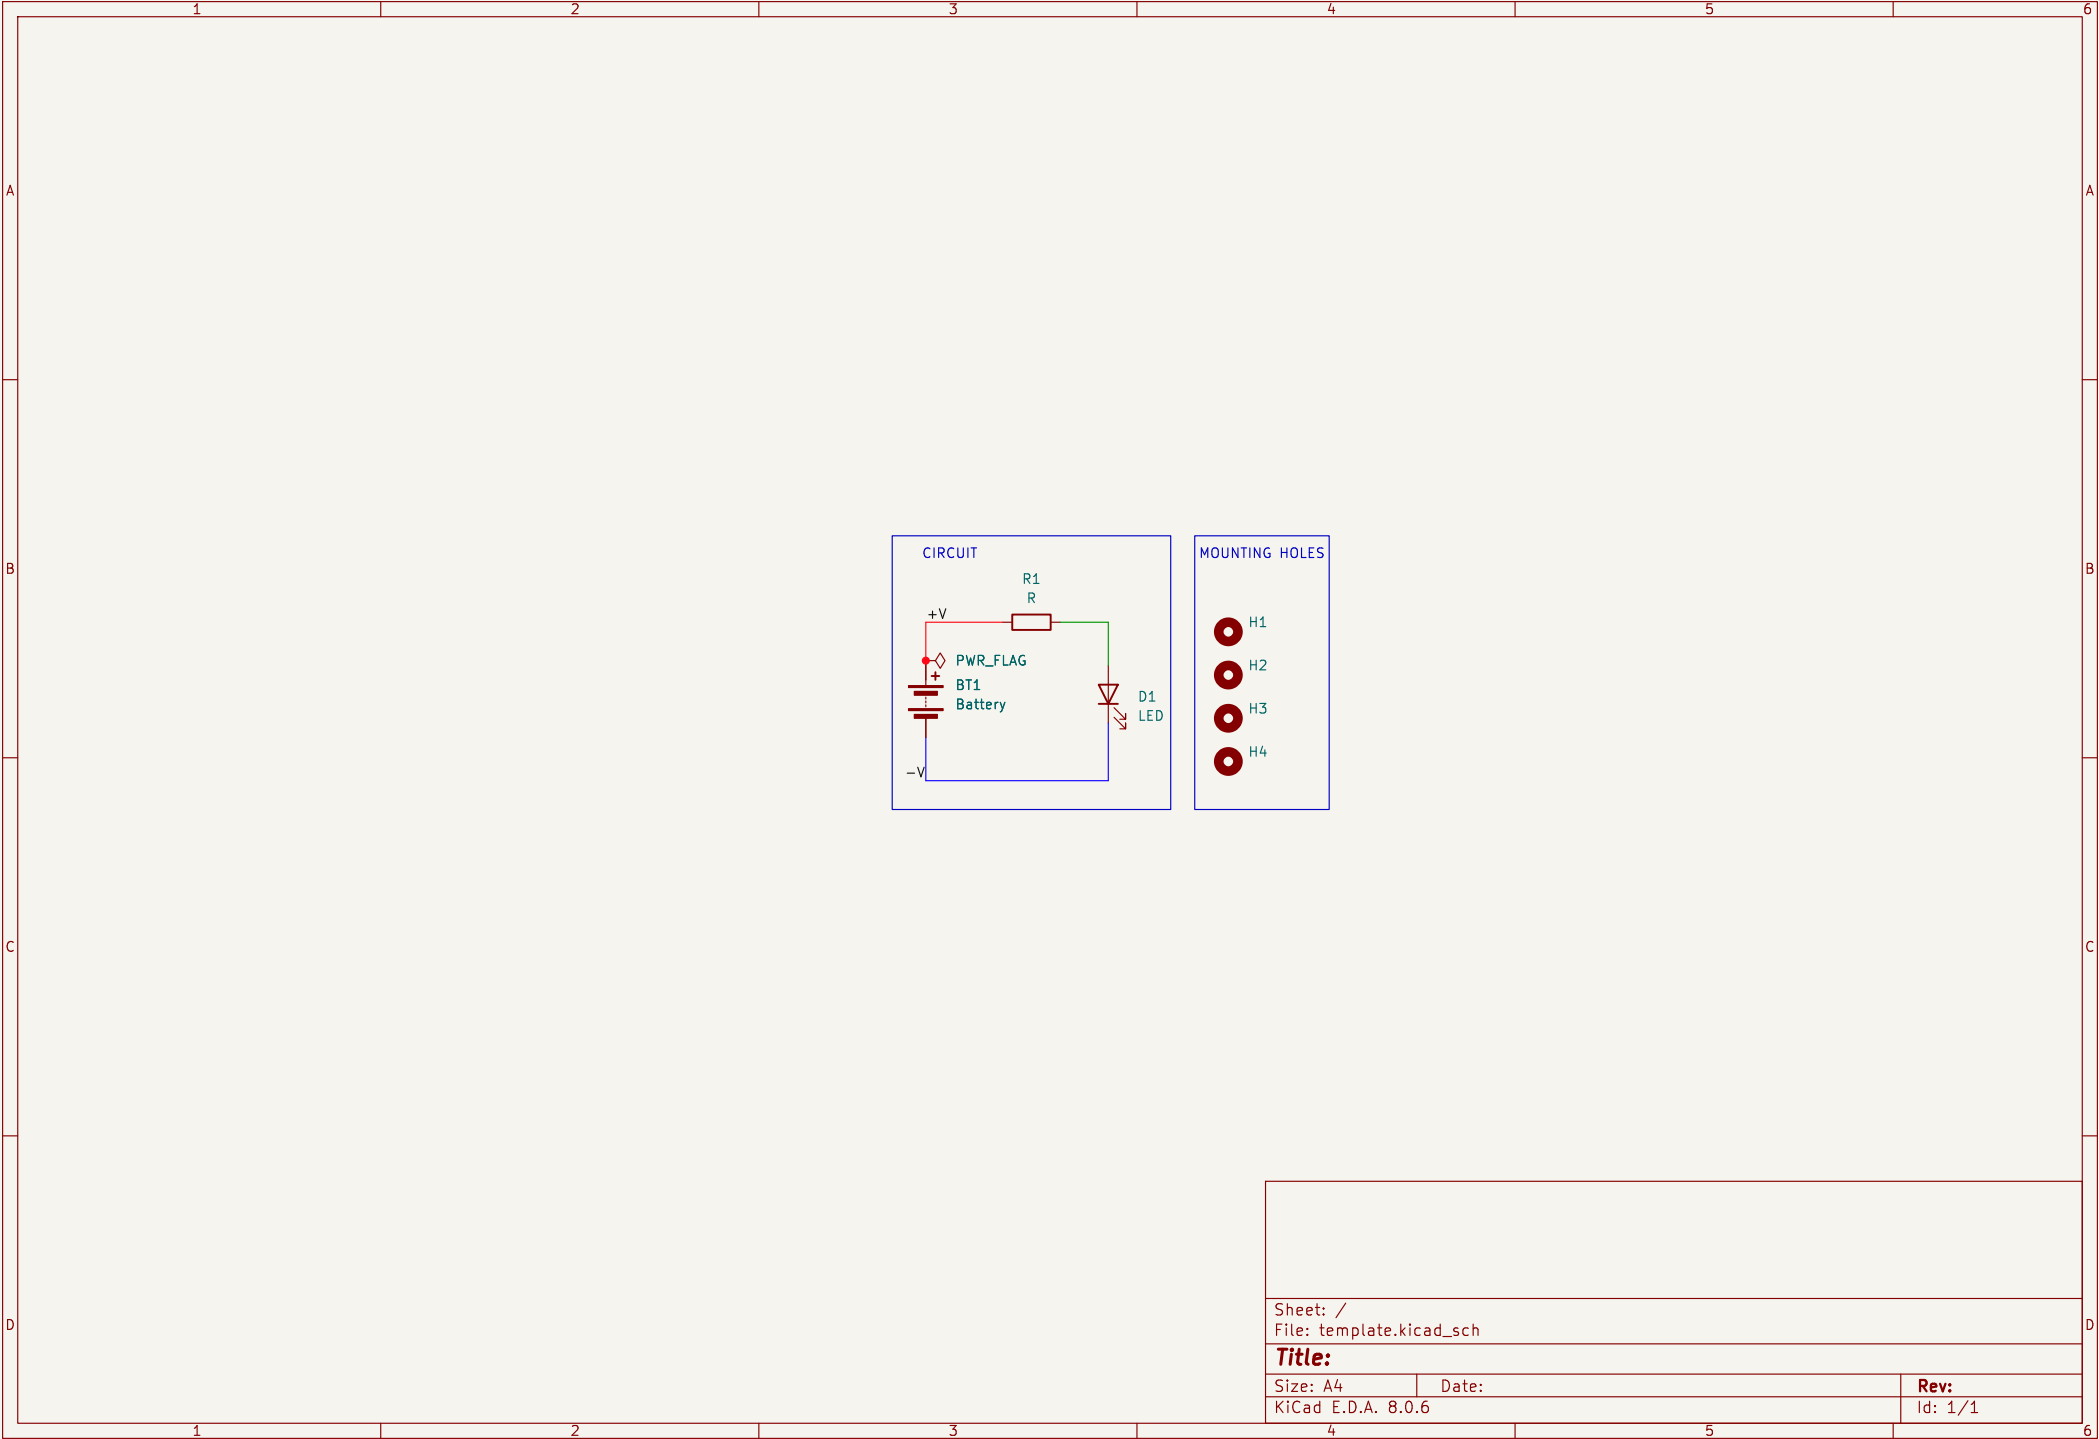 1 2 3 4 5 6
A A
B B
CIRCUIT
MOUNTING HOLES
R1
R
+V
PWR_FLAG
+
BT1
Battery
D1
LED
-V
H1
H2
H3
H4
C C
D D
Sheet: /
File: template.kicad_sch
Title:
Size: A4 Date: Rev:
KiCad E.D.A. 8.0.6 Id: 1/1
1 2 3 4 5 6